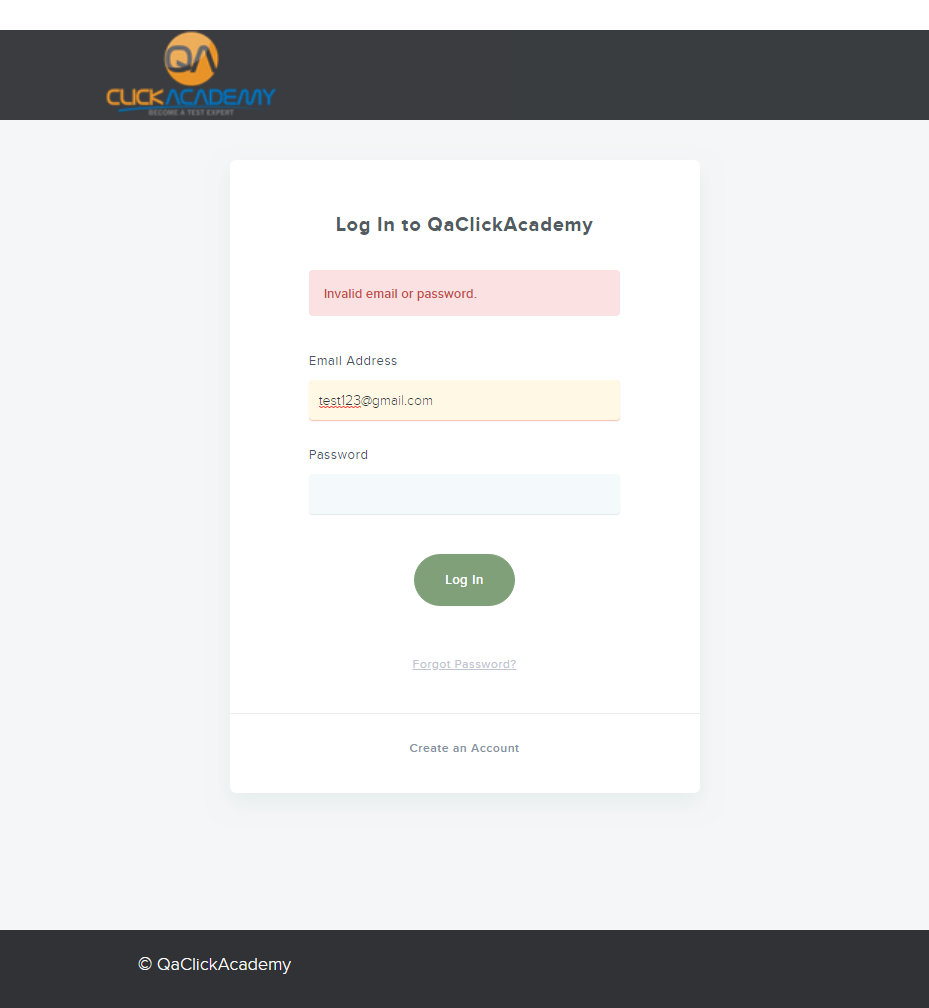 QA
CLICKACADEMY
BECOME A TEST EXPERT
Log In to QaClickAcademy
Invalid email or password.
Email Address
test123@gmail.com
Password
Log In
Forgot Password?
Create an Account
© QaClickAcademy